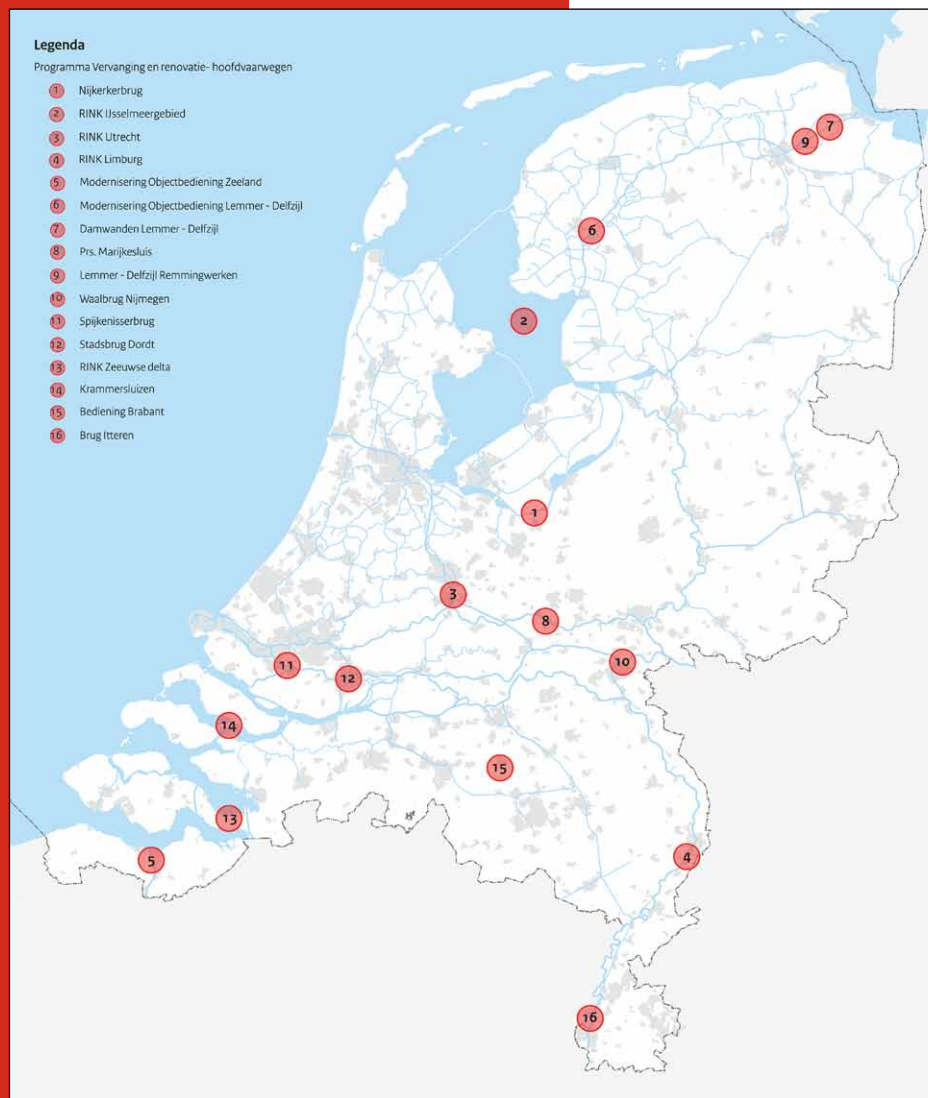 Legenda
Programma Vervanging en renovatie- hoofdvaarwegen
1 Nijkerkerbrug
2 RINK IJsselmeergebied
3 RINK Utrecht
4 RINK Limburg
5 Modernisering Objectbediening Zeeland
6 Modernisering Objectbediening Lemmer - Delfzijl
7 Damwanden Lemmer - Delfzijl
8 Prs. Marijkesluis
9 Lemmer - Delfzijl Remmingwerken
10 Waalbrug Nijmegen
11 Spijkenisserbrug
12 Stadsbrug Dordt
13 RINK Zeeuwse delta
14 Krammersluizen
15 Bediening Brabant
16 Brug Itteren
7
9
6
2
1
3
8
10
11
12
14
15
13
5
4
16